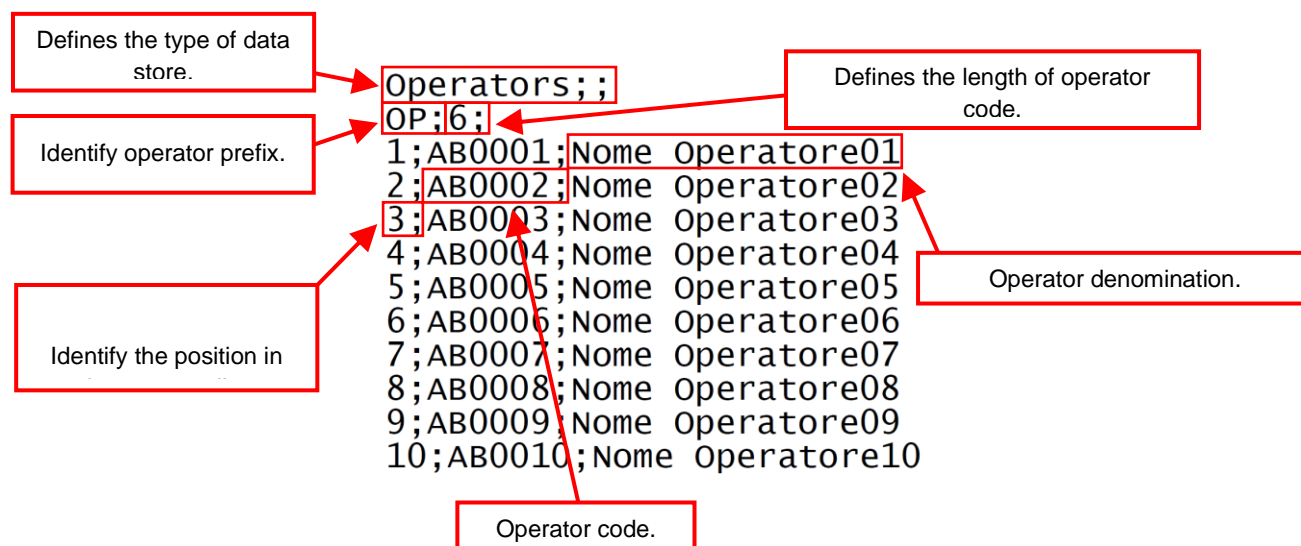 Defines the type of data
store.
Identify operator prefix.
Identify the position in
Operators;;
OP;6;
1;AB0001;Nome Operatore01
2;AB0002;Nome Operatore02
3;AB0003;Nome Operatore03
4;AB0004;Nome Operatore04
5;AB0005;Nome Operatore05
6;AB0006;Nome Operatore06
7;AB0007;Nome Operatore07
8;AB0008;Nome Operatore08
9;AB0009;Nome Operatore09
10;AB0010;Nome Operatore10
Defines the length of operator
code.
Operator denomination.
Operator code.